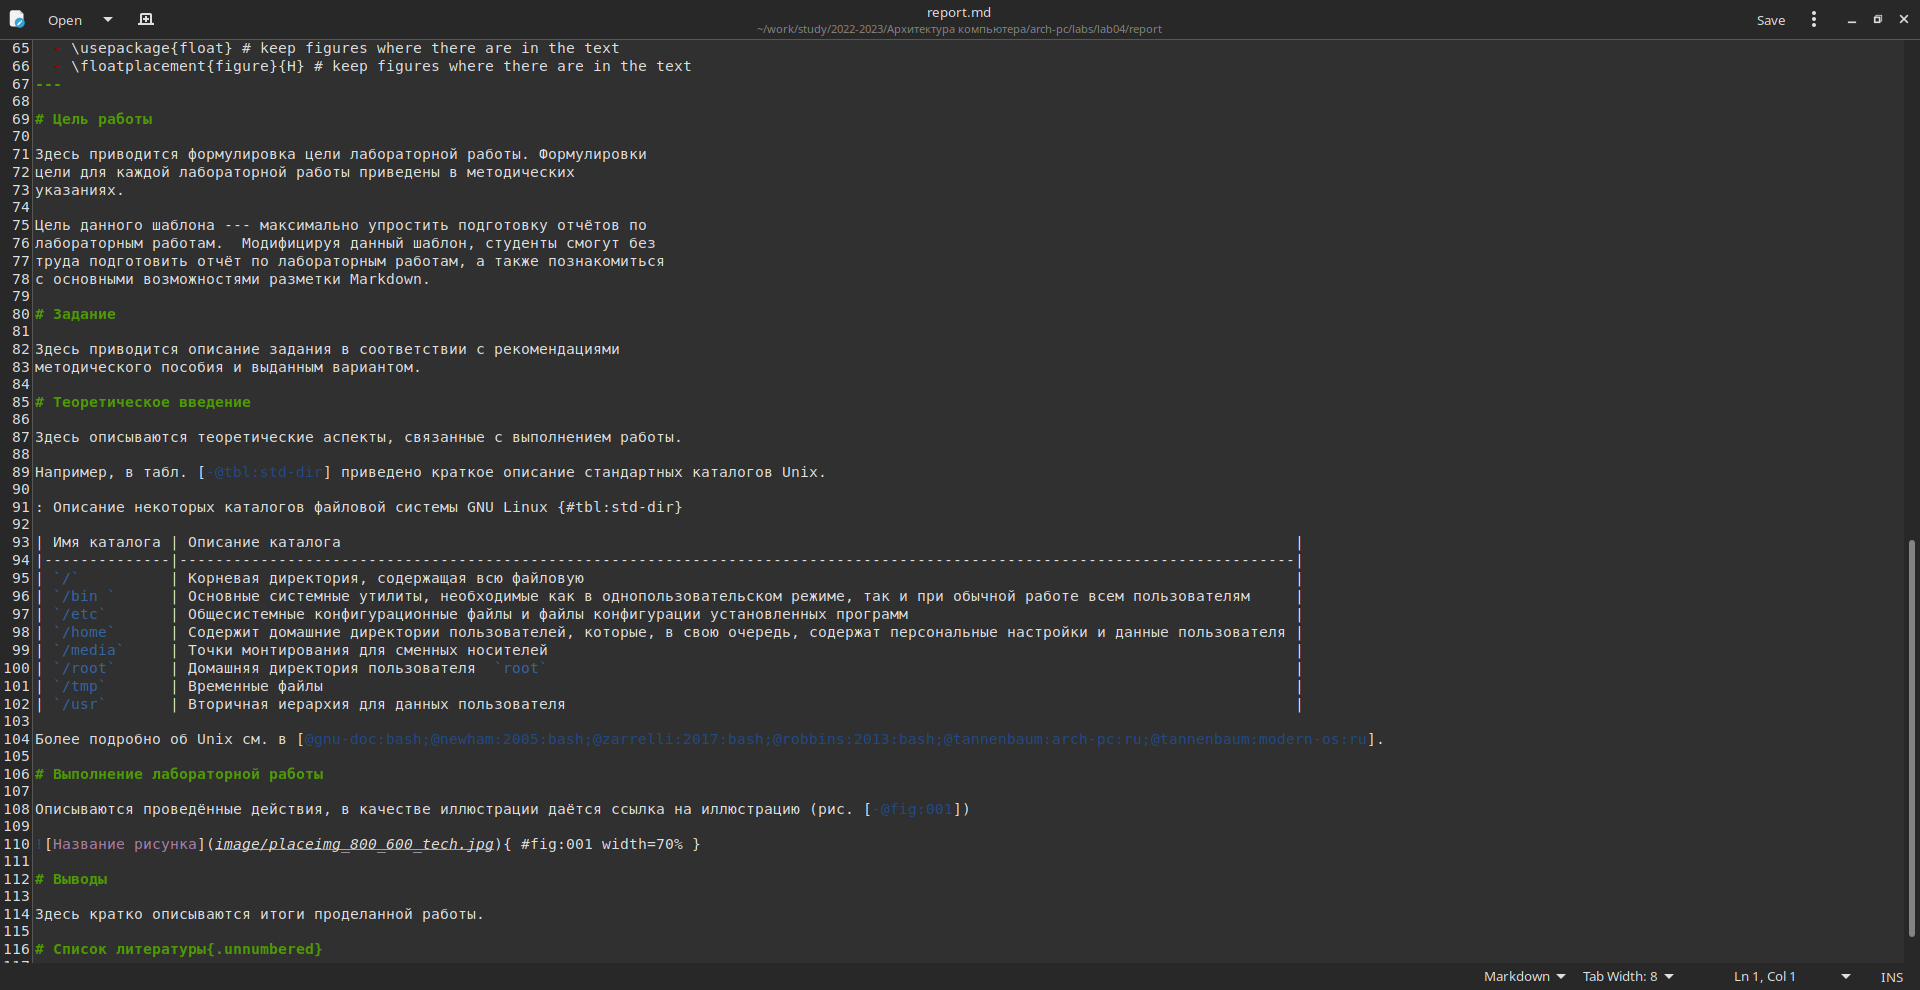 Open
report.md
~/work/study/2022-2023/Архитектура компьютера/arch-pc/labs/lab04/report
Save
65   - \usepackage{float} # keep figures where there are in the text
66   - \floatplacement{figure}{H} # keep figures where there are in the text
67 ---
68
69 # Цель работы
70
71 Здесь приводится формулировка цели лабораторной работы. Формулировки
72 цели для каждой лабораторной работы приведены в методических
73 указаниях.
74
75 Цель данного шаблона --- максимально упростить подготовку отчётов по
76 лабораторным работам.  Модифицируя данный шаблон, студенты смогут без
77 труда подготовить отчёт по лабораторным работам, а также познакомиться
78 с основными возможностями разметки Markdown.
79
80 # Задание
81
82 Здесь приводится описание задания в соответствии с рекомендациями
83 методического пособия и выданным вариантом.
84
85 # Теоретическое введение
86
87 Здесь описываются теоретические аспекты, связанные с выполнением работы.
88
89 Например, в табл. [-@tbl:std-dir] приведено краткое описание стандартных каталогов Unix.
90
91 : Описание некоторых каталогов файловой системы GNU Linux {#tbl:std-dir}
92
93 | Имя каталога | Описание каталога |
94 |--------------|----------------------------------------------------------------------------------------------------------------------------|
95 | `/` | Корневая директория, содержащая всю файловую |
96 | `/bin ` | Основные системные утилиты, необходимые как в однопользовательском режиме, так и при обычной работе всем пользователям |
97 | `/etc` | Общесистемные конфигурационные файлы и файлы конфигурации установленных программ |
98 | `/home` | Содержит домашние директории пользователей, которые, в свою очередь, содержат персональные настройки и данные пользователя |
99 | `/media` | Точки монтирования для сменных носителей |
100 | `/root` | Домашняя директория пользователя  `root` |
101 | `/tmp` | Временные файлы |
102 | `/usr` | Вторичная иерархия для данных пользователя |
103
104 Более подробно об Unix см. в [@gnu-doc:bash;@newham:2005:bash;@zarrelli:2017:bash;@robbins:2013:bash;@tannenbaum:arch-pc:ru;@tannenbaum:modern-os:ru].
105
106 # Выполнение лабораторной работы
107
108 Описываются проведённые действия, в качестве иллюстрации даётся ссылка на иллюстрацию (рис. [-@fig:001])
109
110 ![Название рисунка](image/placeimg_800_600_tech.jpg){ #fig:001 width=70% }
111
112 # Выводы
113
114 Здесь кратко описываются итоги проделанной работы.
115
116 # Список литературы{.unnumbered}
Markdown
Tab Width: 8
Ln 1, Col 1
INS